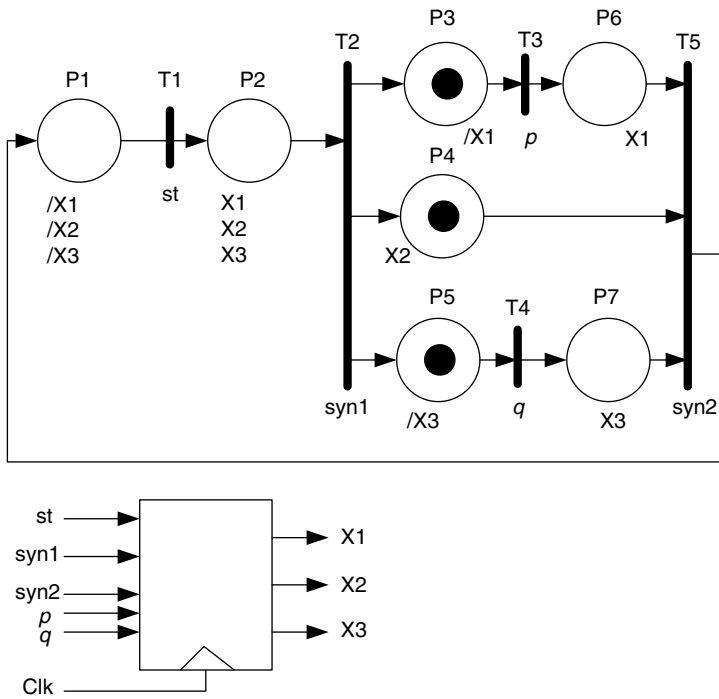 P3
T3
P6
T2
T5
P1
T1
P2
/X1
p
X1
P4
st
/X1
/X2
/X3
X1
X2
X3
X2
P5
T4
P7
syn1
/X3
q
X3
syn2
st
X1
syn1
X2
syn2
p
X3
q
Clk